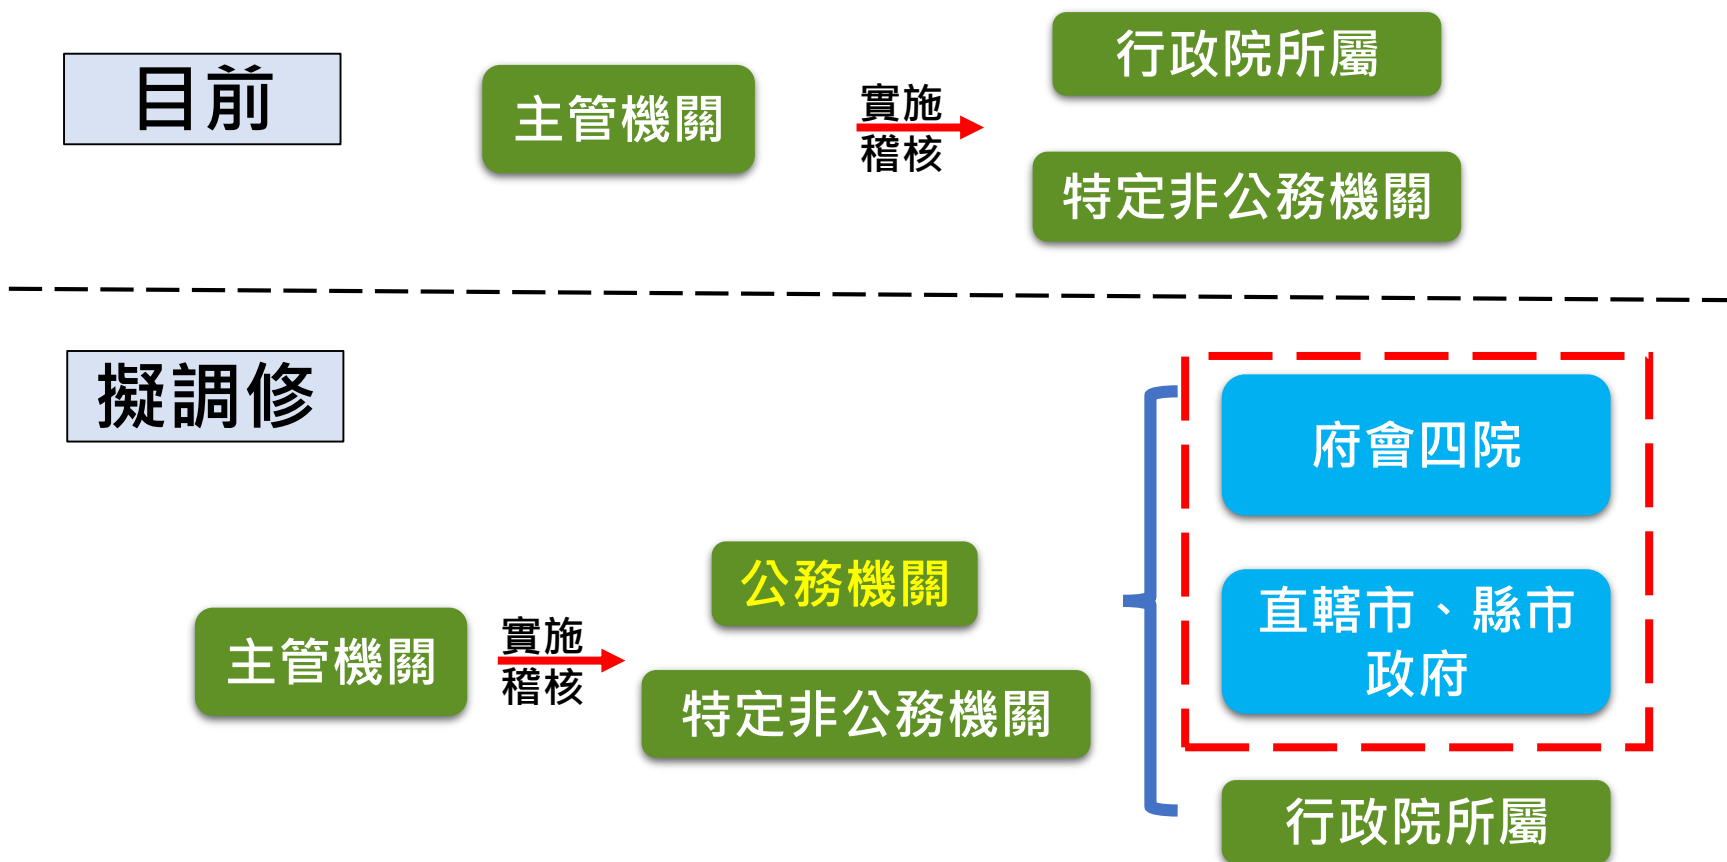 目前
主管機關
實施
稽核
行政院所屬
特定非公務機關
擬調修
主管機關
實施
稽核
公務機關
特定非公務機關
府會四院
直轄市、縣市
政府
行政院所屬